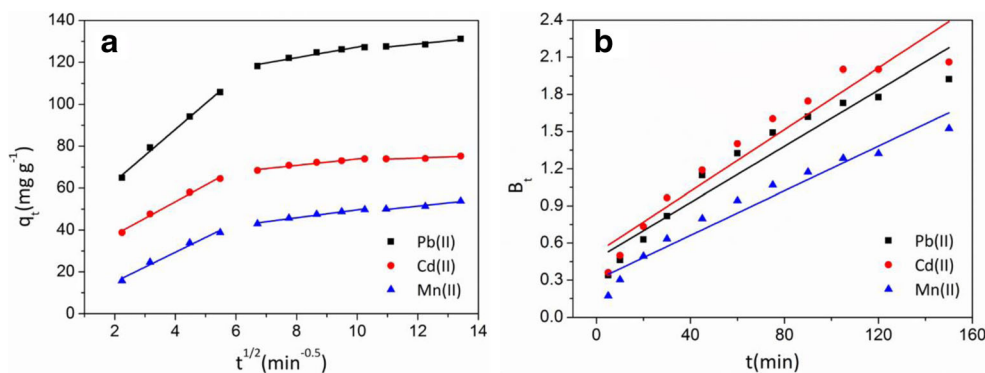 a
140
120
100
80
60
40
20
0
q_t(mg g^-1)
Pb(II)
Cd(II)
Mn(II)
2 4 6 8 10 12 14
t^1/2(min^-0.5)
b
2.4
2.1
1.8
1.5
1.2
0.9
0.6
0.3
0.0
B_t
Pb(II)
Cd(II)
Mn(II)
0 40 80 120 160
t(min)